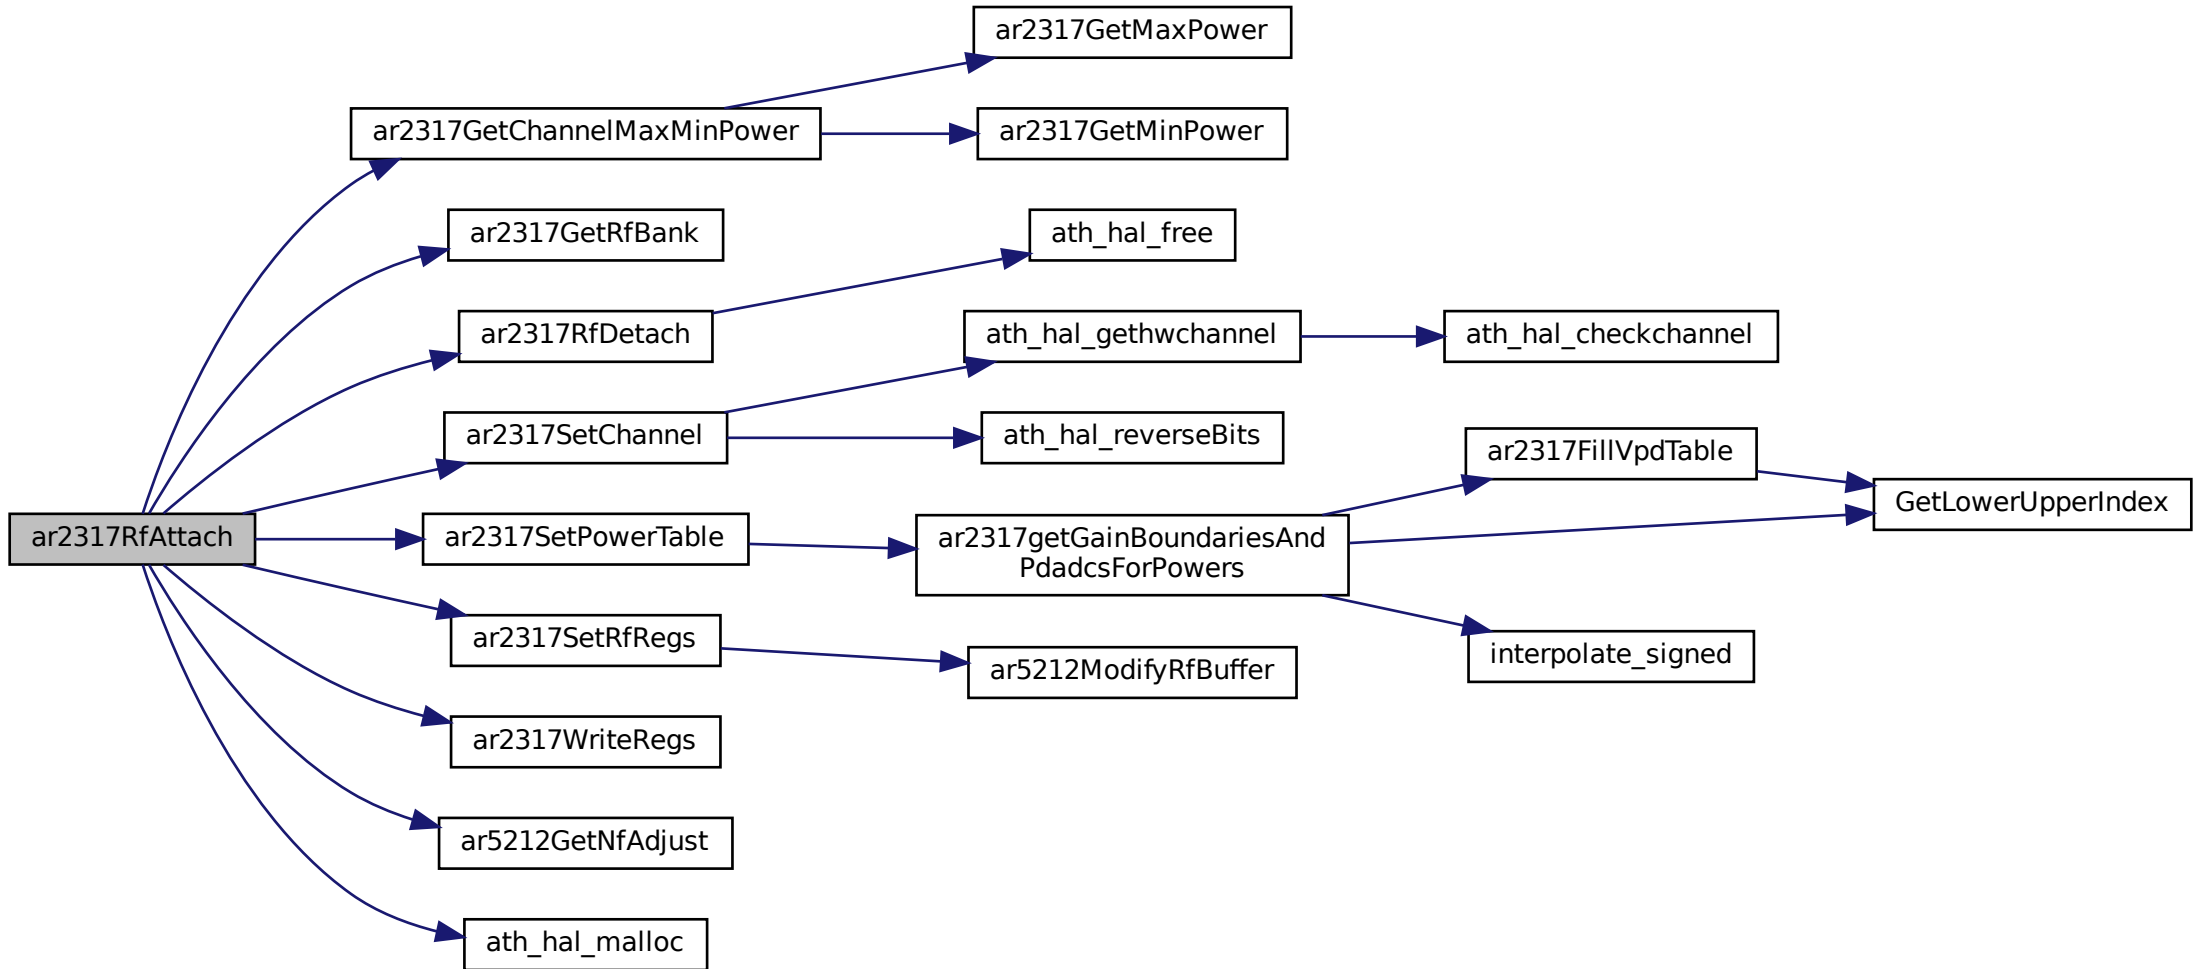 ar2317RfAttach
ar2317GetChannelMaxMinPower
ar2317GetMaxPower
ar2317GetMinPower
ar2317GetRfBank
ar2317RfDetach
ath_hal_free
ar2317SetChannel
ath_hal_gethwchannel
ath_hal_checkchannel
ath_hal_reverseBits
ar2317SetPowerTable
ar2317getGainBoundariesAnd
PdadcsForPowers
ar2317FillVpdTable
GetLowerUpperIndex
interpolate_signed
ar2317SetRfRegs
ar5212ModifyRfBuffer
ar2317WriteRegs
ar5212GetNfAdjust
ath_hal_malloc